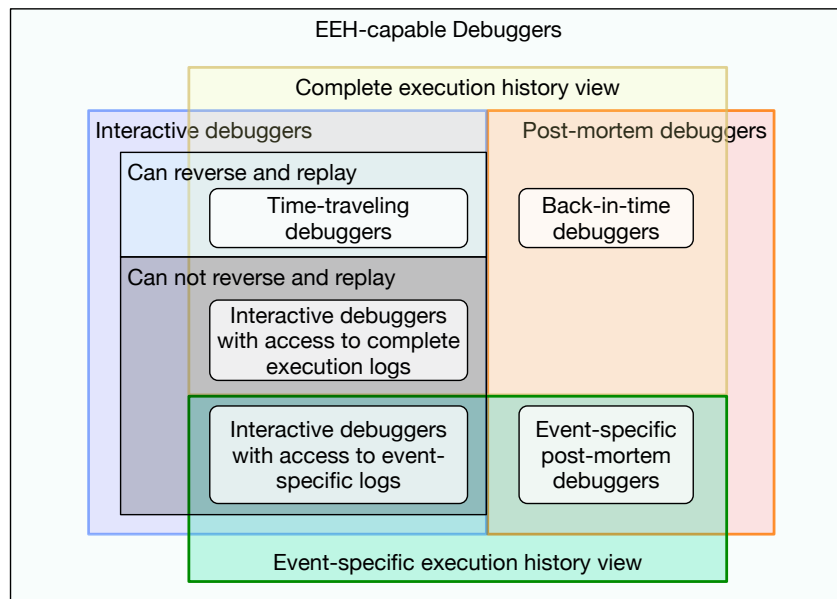 EEH-capable Debuggers
Complete execution history view
Interactive debuggers
Post-mortem debuggers
Can reverse and replay
Time-traveling
debuggers
Back-in-time
debuggers
Can not reverse and replay
Interactive debuggers
with access to complete
execution logs
Interactive debuggers
with access to event-
specific logs
Event-specific
post-mortem
debuggers
Event-specific execution history view